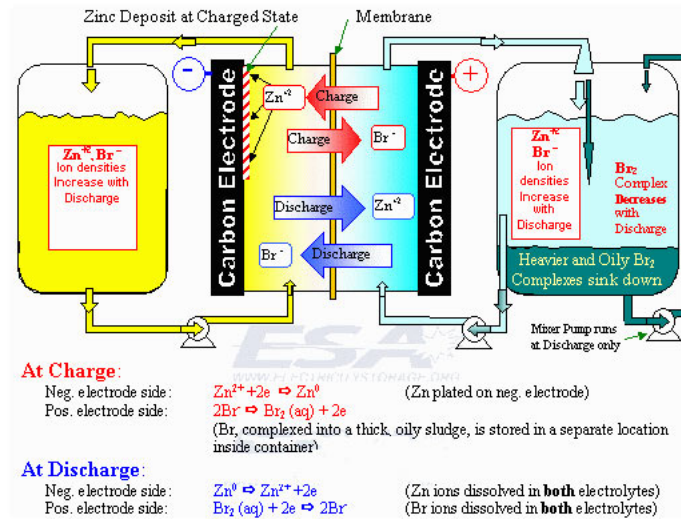 Zinc Deposit at Charged State
Membrane
−
+
Carbon Electrode
Carbon Electrode
Zn+2
Charge
Charge
Br -
Discharge
Zn+2
Br -
Discharge
Zn+2, Br −
Ion
densities
Increase with
Discharge
Zn+2
Br −
Ion
densities
Increase
with
Discharge
Br2
Complex
Decreases
with
Discharge
Heavier and Oily Br2
Complexes sink down
Mixer Pump runs
at Discharge only
ESA
WWW.ELECTRICITYSTORAGE.ORG
At Charge:
Neg. electrode side: Zn2+ +2e ⇨ Zn0 (Zn plated on neg. electrode)
Pos. electrode side: 2Br- ⇨ Br2 (aq) + 2e
(Br, complexed into a thick, oily sludge, is stored in a separate location
inside container)
At Discharge:
Neg. electrode side: Zn0 ⇨ Zn2+ +2e (Zn ions dissolved in both electrolytes)
Pos. electrode side: Br2 (aq) + 2e ⇨ 2Br- (Br ions dissolved in both electrolytes)